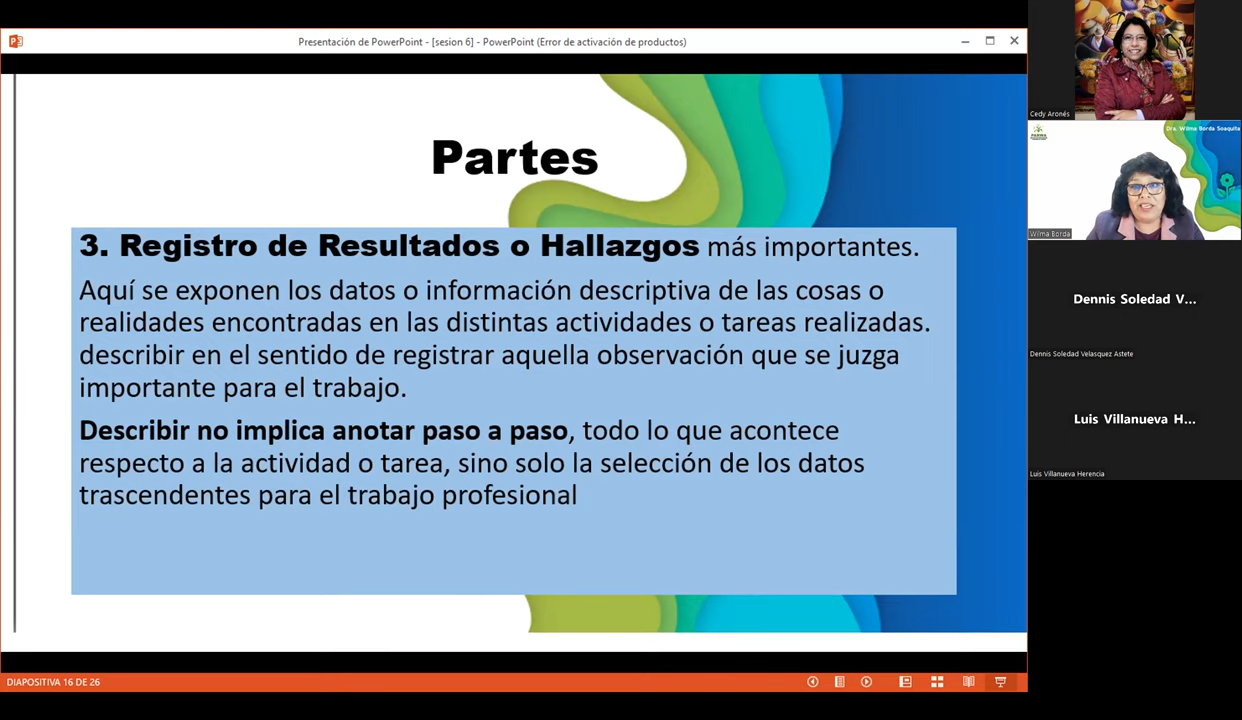 Presentación de PowerPoint - [sesion 6] - PowerPoint (Error de activación de productos)
Partes
3. Registro de Resultados o Hallazgos más importantes.
Aquí se exponen los datos o información descriptiva de las cosas o
realidades encontradas en las distintas actividades o tareas realizadas.
describir en el sentido de registrar aquella observación que se juzga
importante para el trabajo.
Describir no implica anotar paso a paso, todo lo que acontece
respecto a la actividad o tarea, sino solo la selección de los datos
trascendentes para el trabajo profesional
DIAPOSITIVA 16 DE 26
Cedy Aronés
Dra. Wilma Borda Soaquita
Wilma Borda
Dennis Soledad V...
Dennis Soledad Velasquez Astete
Luis Villanueva H...
Luis Villanueva Herencia